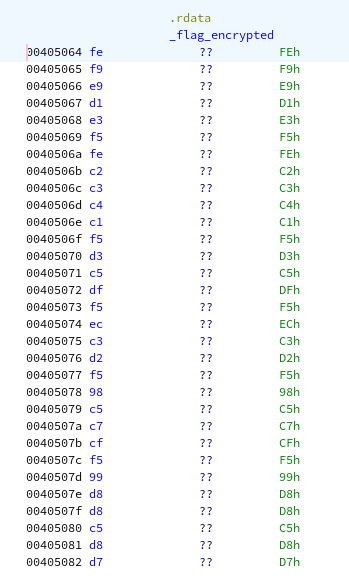 .rdata
_flag_encrypted
00405064 fe ?? FEh
00405065 f9 ?? F9h
00405066 e9 ?? E9h
00405067 d1 ?? D1h
00405068 e3 ?? E3h
00405069 f5 ?? F5h
0040506a fe ?? FEh
0040506b c2 ?? C2h
0040506c c3 ?? C3h
0040506d c4 ?? C4h
0040506e c1 ?? C1h
0040506f f5 ?? F5h
00405070 d3 ?? D3h
00405071 c5 ?? C5h
00405072 df ?? DFh
00405073 f5 ?? F5h
00405074 ec ?? ECh
00405075 c3 ?? C3h
00405076 d2 ?? D2h
00405077 f5 ?? F5h
00405078 98 ?? 98h
00405079 c5 ?? C5h
0040507a c7 ?? C7h
0040507b cf ?? CFh
0040507c f5 ?? F5h
0040507d 99 ?? 99h
0040507e d8 ?? D8h
0040507f d8 ?? D8h
00405080 c5 ?? C5h
00405081 d8 ?? D8h
00405082 d7 ?? D7h